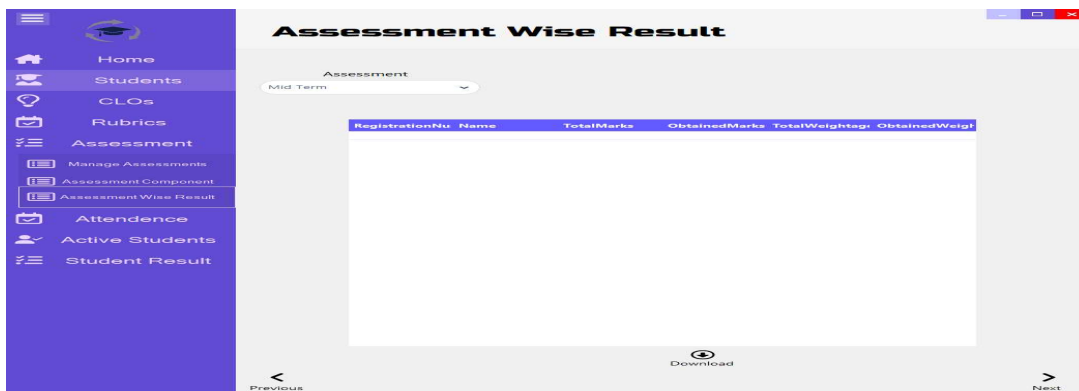 Assessment Wise Result
Home
Students
CLOs
Rubrics
Assessment
Manage Assessments
Assessment Component
Assessment Wise Result
Attendence
Active Students
Student Result
Assessment
Mid Term
RegistrationNu Name TotalMarks ObtainedMarks TotalWeightag ObtainedWeigh
Download
Previous
Next